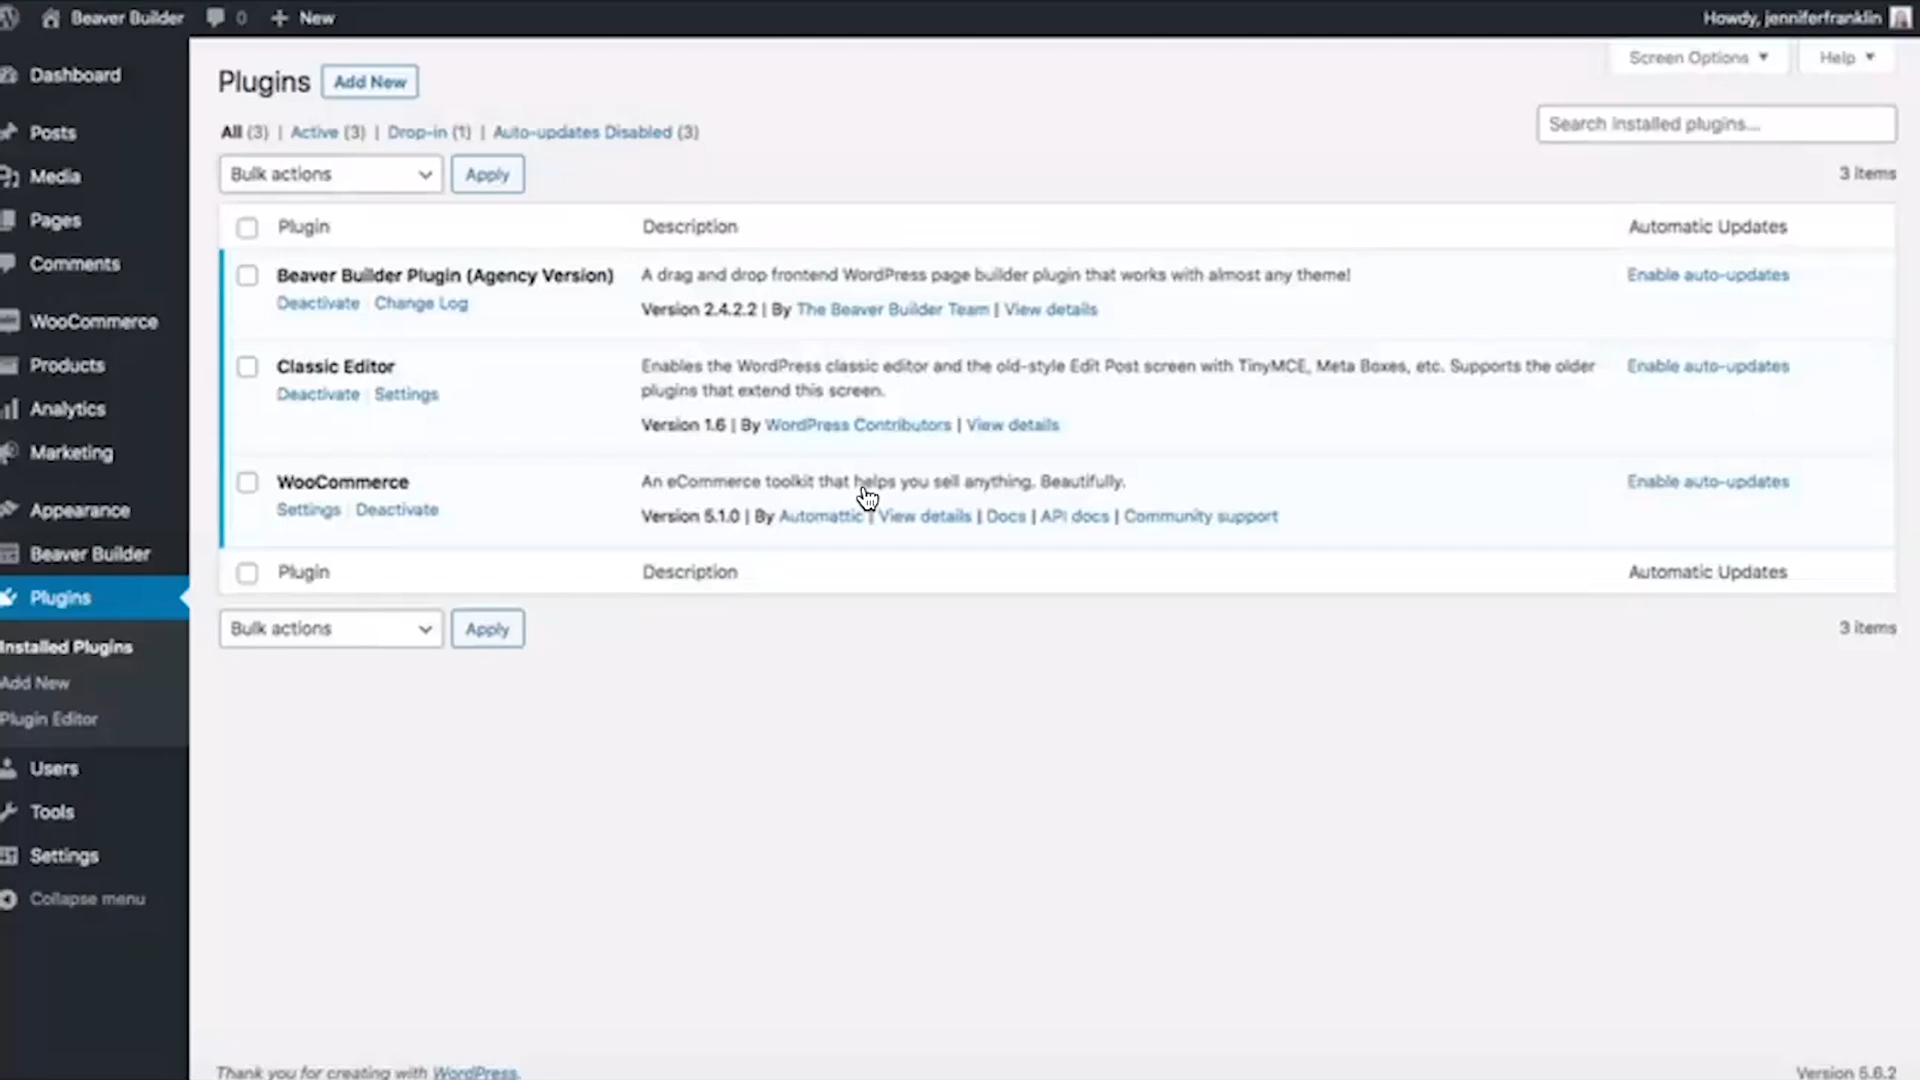 Beaver Builder 0 New Howdy, jenniferfranklin
Screen Options Help
Dashboard
Posts
Media
Pages
Comments
WooCommerce
Products
Analytics
Marketing
Appearance
Beaver Builder
Plugins
Installed Plugins
Add New
Plugin Editor
Users
Tools
Settings
Collapse menu
Plugins Add New
All (3) | Active (3) | Drop-in (1) | Auto-updates Disabled (3)
Search installed plugins...
Bulk actions Apply 3 items
Plugin Description Automatic Updates
Beaver Builder Plugin (Agency Version) A drag and drop frontend WordPress page builder plugin that works with almost any theme! Enable auto-updates
Deactivate | Change Log Version 2.4.2.2 | By The Beaver Builder Team | View details
Classic Editor Enables the WordPress classic editor and the old-style Edit Post screen with TinyMCE, Meta Boxes, etc. Supports the older Enable auto-updates
Deactivate | Settings plugins that extend this screen.
Version 1.6 | By WordPress Contributors | View details
WooCommerce An eCommerce toolkit that helps you sell anything. Beautifully. Enable auto-updates
Settings | Deactivate Version 5.1.0 | By Automattic | View details | Docs | API docs | Community support
Plugin Description Automatic Updates
Bulk actions Apply 3 items
Thank you for creating with WordPress. Version 5.6.2